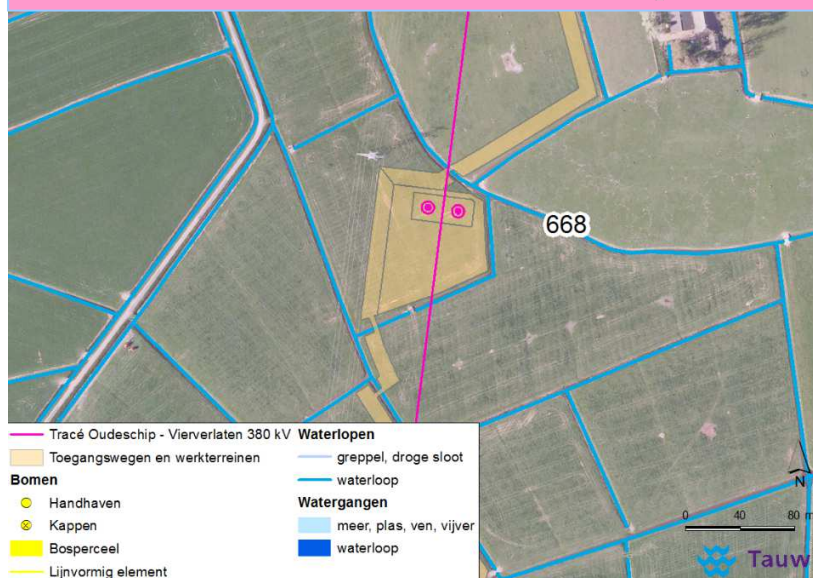 668
Tracé Oudeschip - Vierverlaten 380 kV
Toegangswegen en werkterreinen
Bomen
Handhaven
Kappen
Bosperceel
Lijnvormig element
Waterlopen
greppel, droge sloot
waterloop
Watergangen
meer, plas, ven, vijver
waterloop
N
0 40 80 m
Tauw